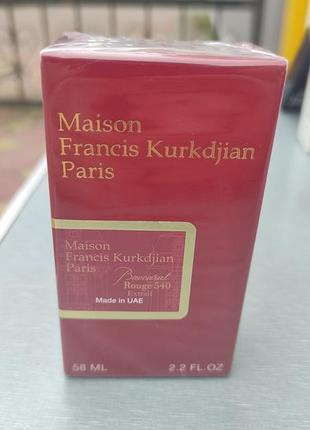 Maison
Francis Kurkdjian
Paris
Maison
Francis Kurkdjian
Paris
Baccarat
Rouge 540
Extrait
Made in UAE
58 ML 2.2 FL.OZ